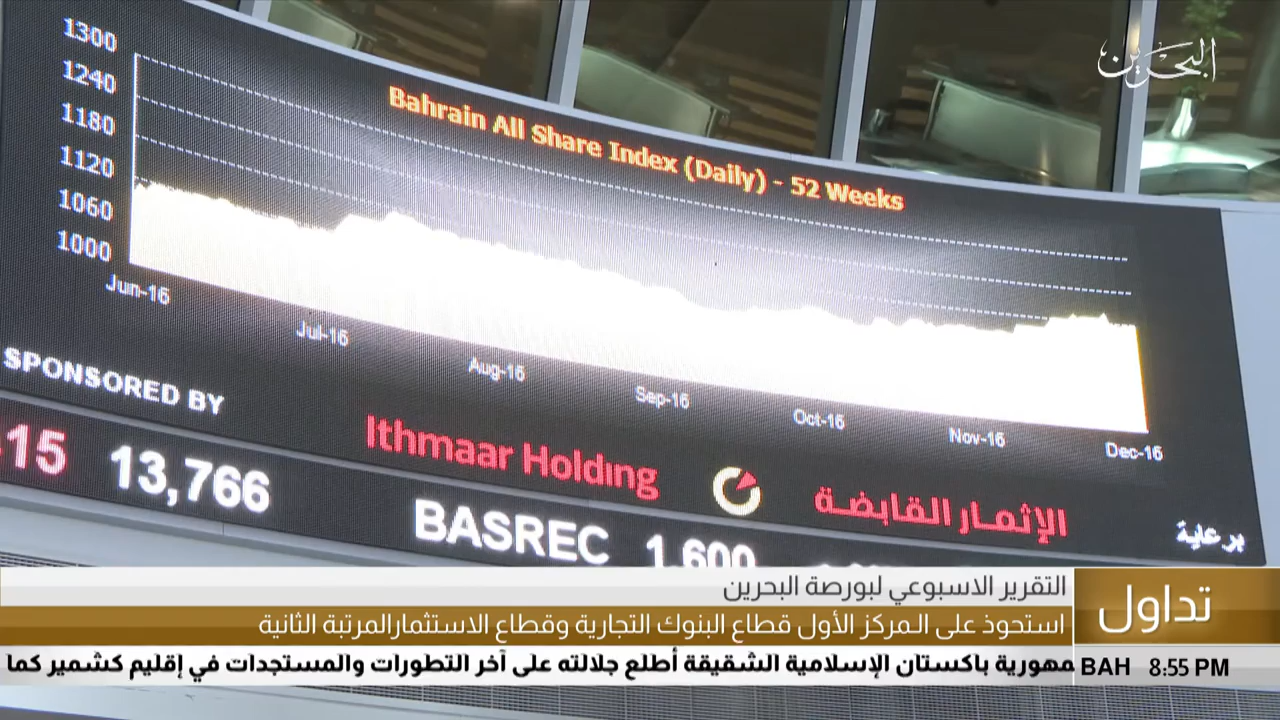 البحرين
Bahrain All Share Index (Daily) - 52 Weeks
1300
1240
1180
1120
1060
1000
Jun-16
Jul-16
Aug-16
Sep-16
Oct-16
Nov-16
Dec-16
SPONSORED BY
Ithmaar Holding
الإثمار القابضة
برعاية
15 13,766 BASREC 1,600
التقرير الاسبوعي لبورصة البحرين
تداول
استحوذ على المركز الأول قطاع البنوك التجارية وقطاع الاستثمارالمرتبة الثانية
مهورية باكستان الإسلامية الشقيقة أطلع جلالته على آخر التطورات والمستجدات في إقليم كشمير كما
BAH 8:55 PM